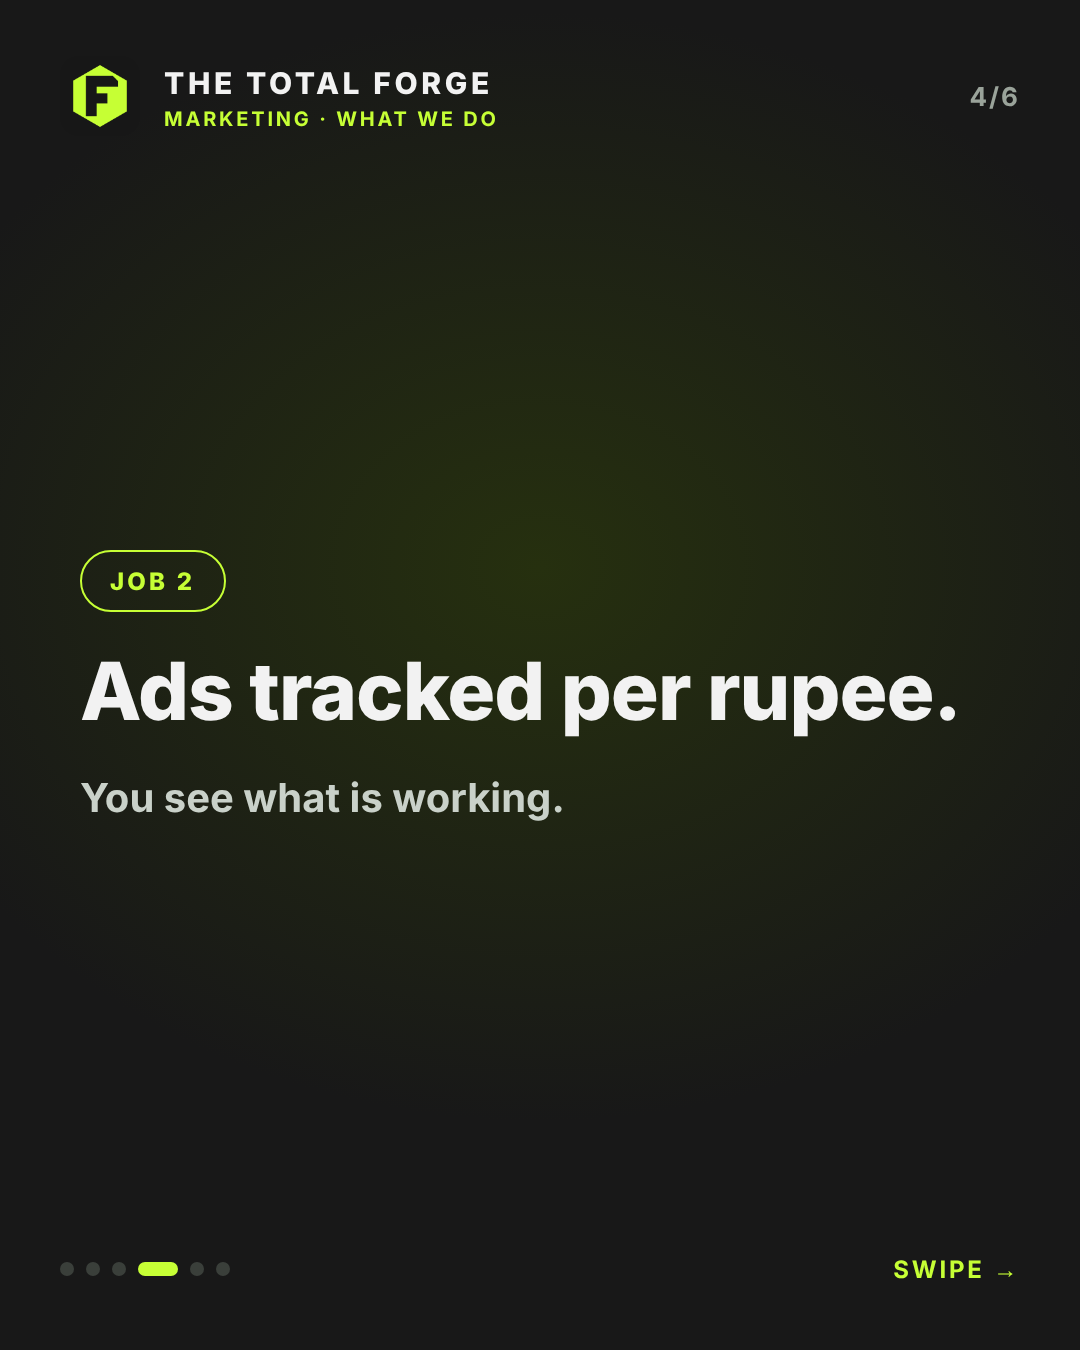 F
THE TOTAL FORGE
MARKETING · WHAT WE DO
4/6
JOB 2
Ads tracked per rupee.
You see what is working.
SWIPE →